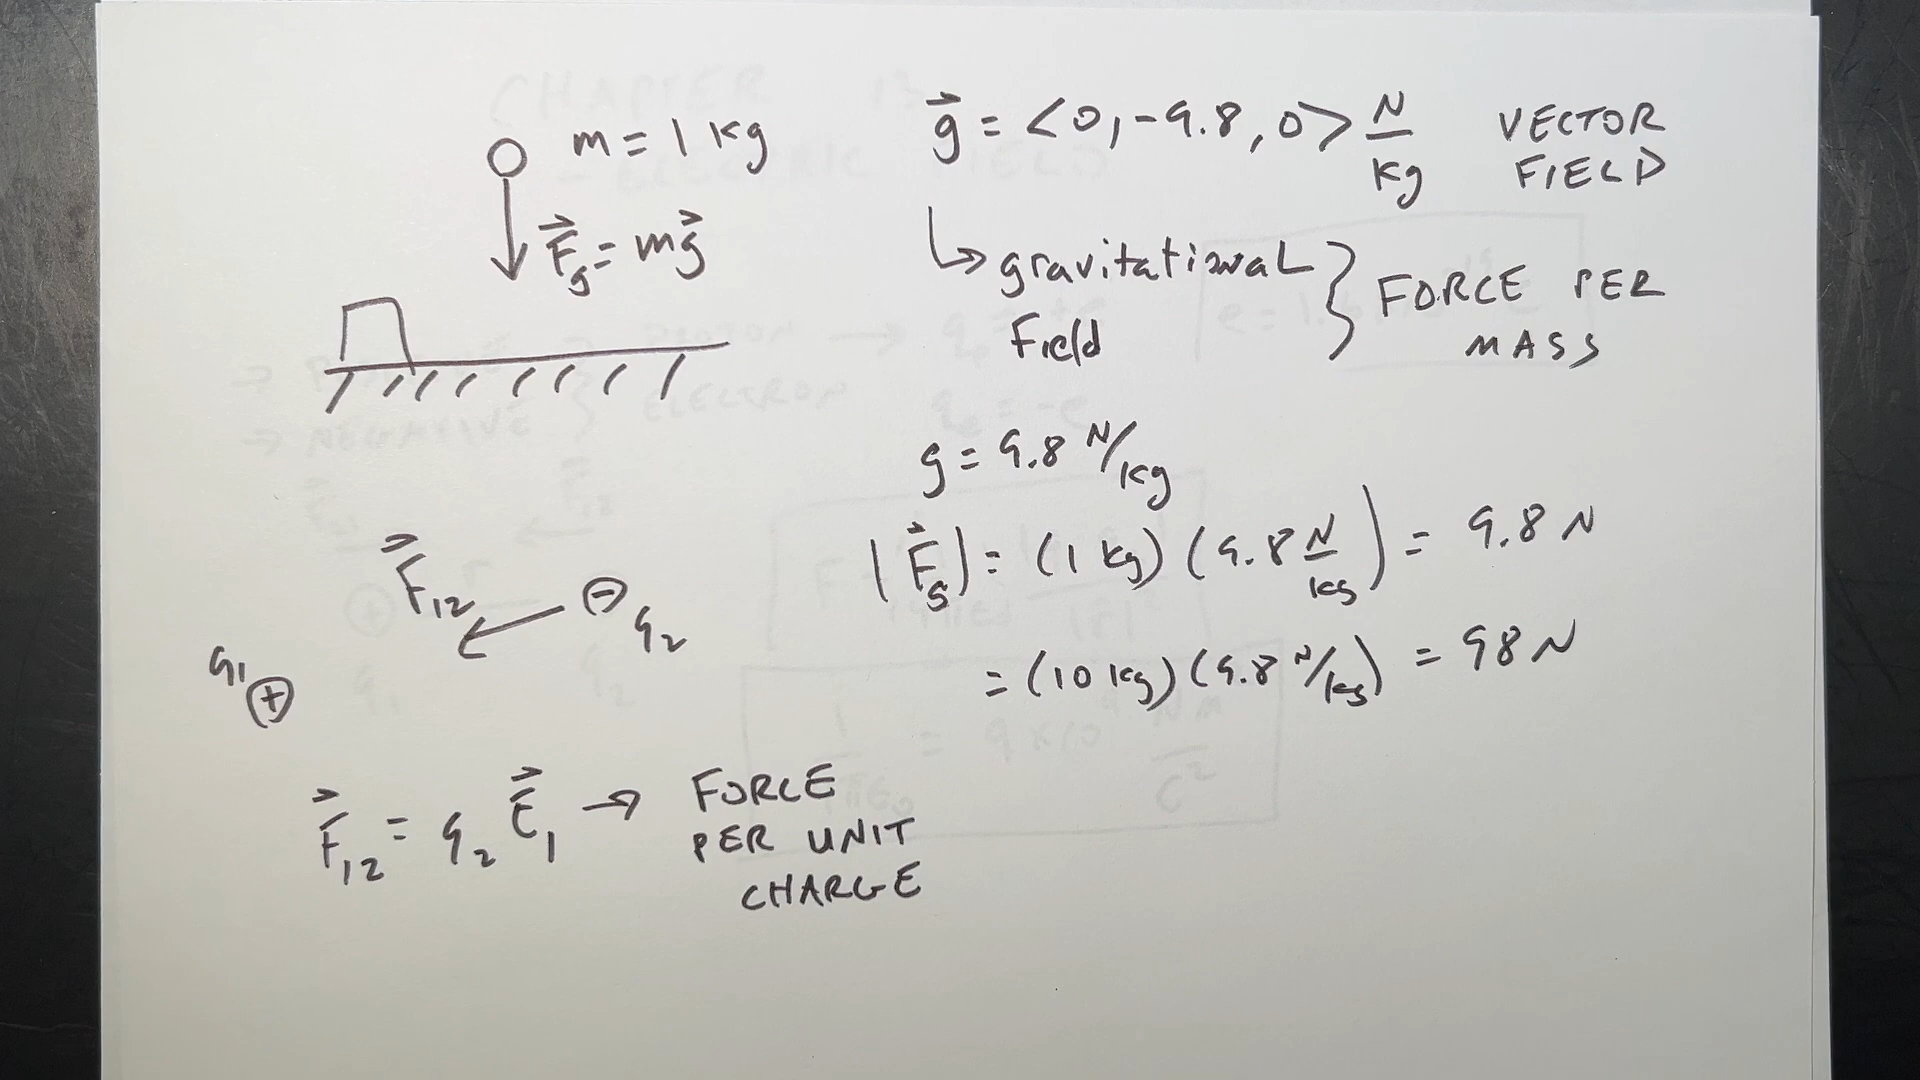 m = 1 kg
F⃗g = mg⃗
g⃗ = <0, -9.8, 0> N/kg
VECTOR
FIELD
↳ gravitational
Field
} FORCE PER
MASS
g = 9.8 N/kg
|F⃗g| = (1 kg) (9.8 N/kg) = 9.8 N
= (10 kg) (9.8 N/kg) = 98 N
F⃗12
- q2
q1 +
F⃗12 = q2 E⃗1 → FORCE
PER UNIT
CHARGE